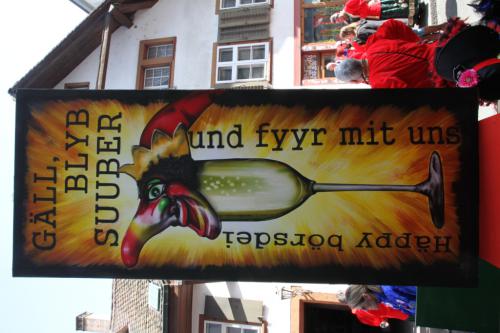 GÄLL,
BLYB
SUUBER
und fyyr mit uns
Häppy börsdei